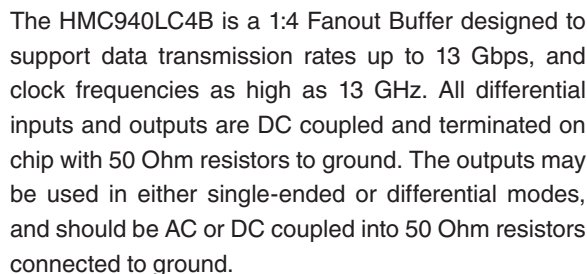 The HMC940LC4B is a 1:4 Fanout Buffer designed to
support data transmission rates up to 13 Gbps, and
clock frequencies as high as 13 GHz. All differential
inputs and outputs are DC coupled and terminated on
chip with 50 Ohm resistors to ground. The outputs may
be used in either single-ended or differential modes,
and should be AC or DC coupled into 50 Ohm resistors
connected to ground.